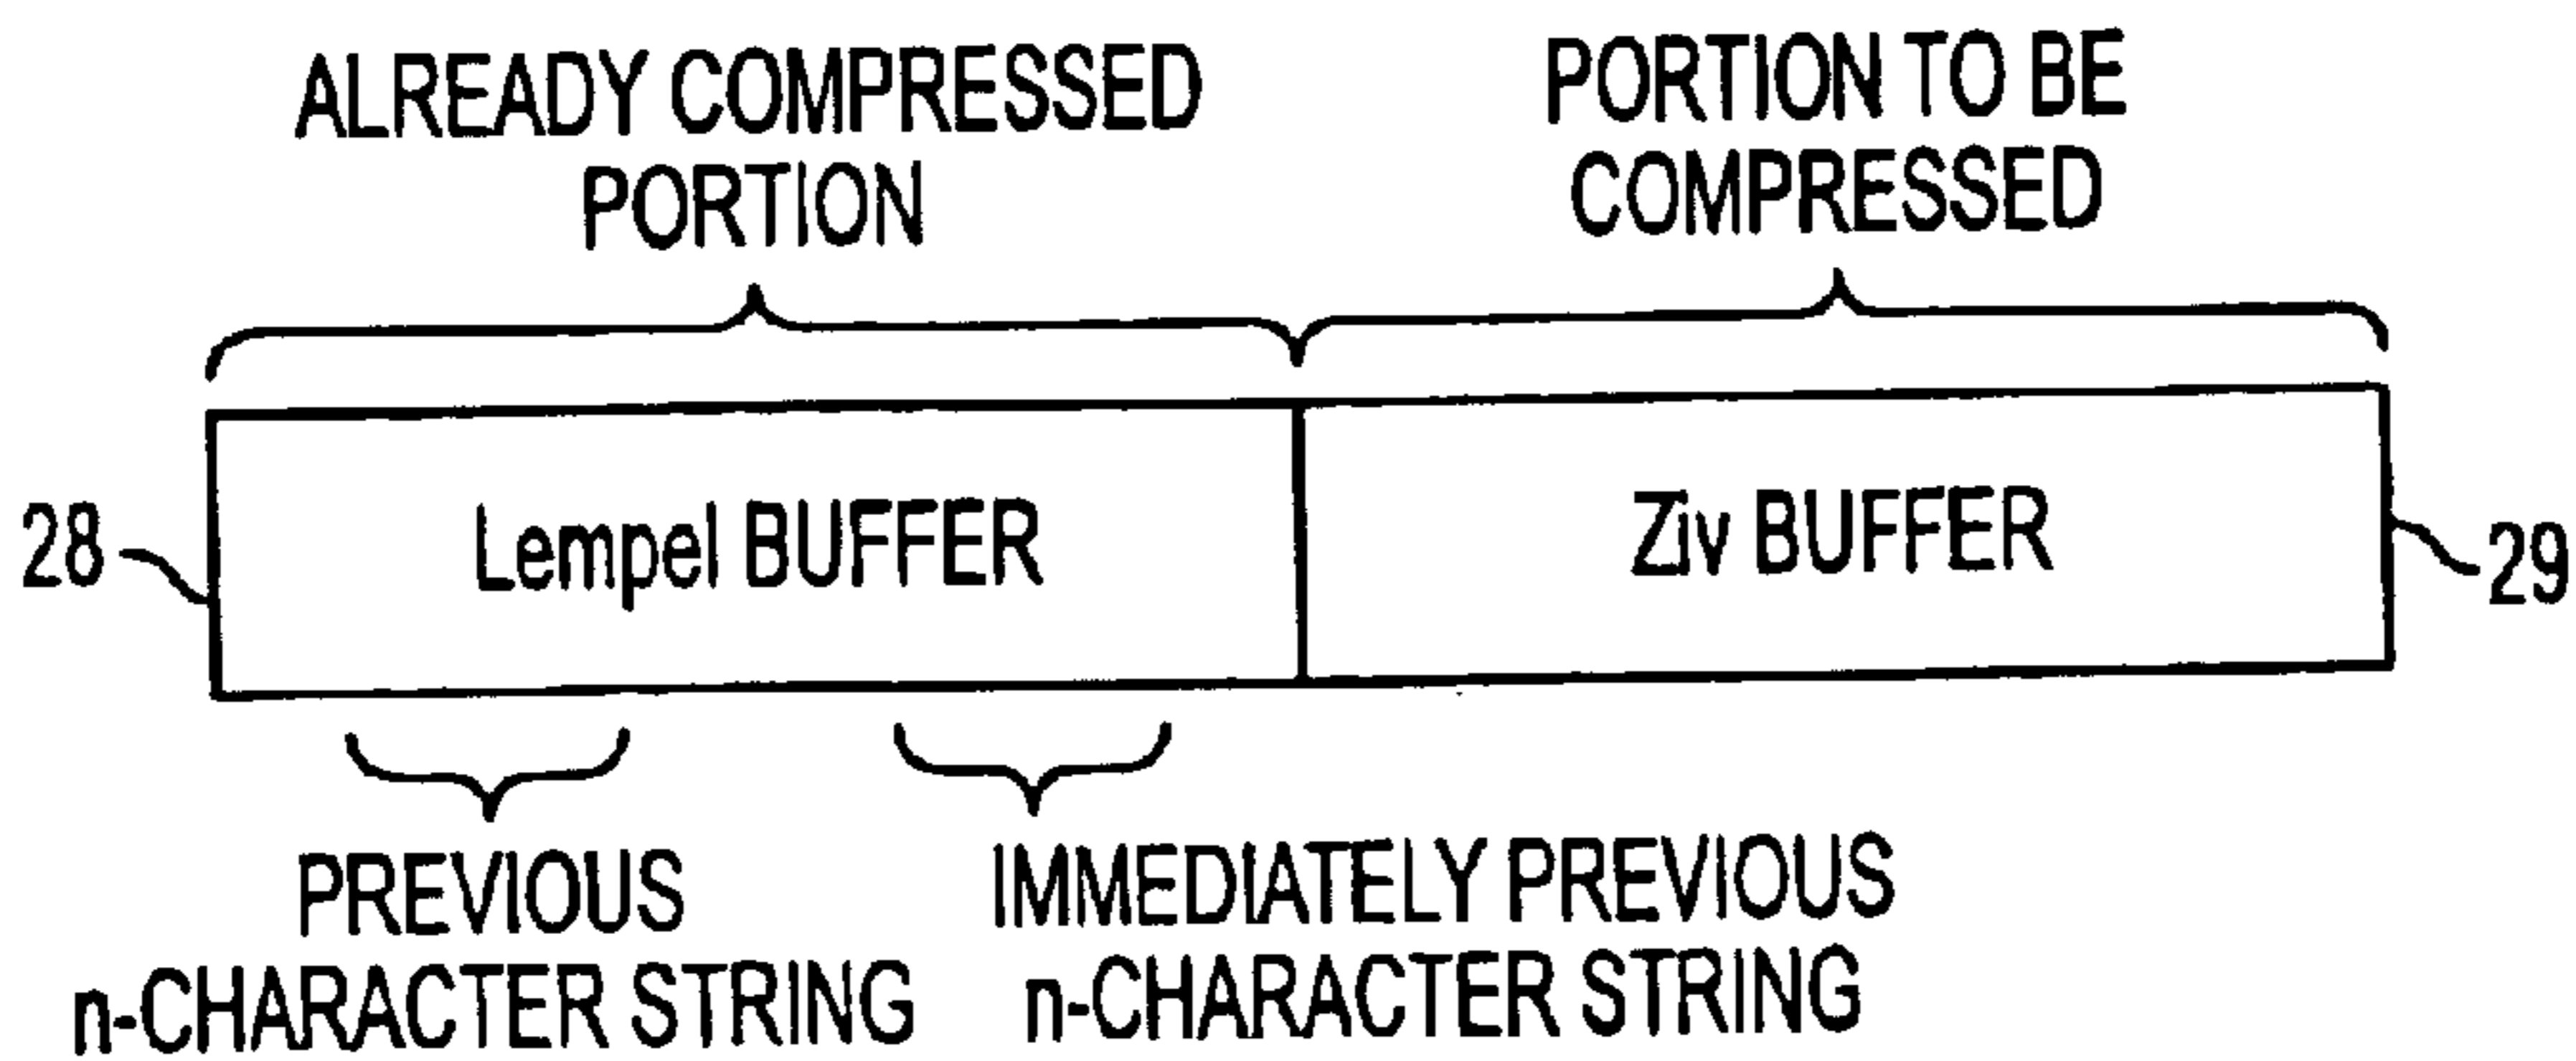 ALREADY COMPRESSED
PORTION
PORTION TO BE
COMPRESSED
28
Lempel BUFFER
Ziv BUFFER
29
PREVIOUS
n-CHARACTER STRING
IMMEDIATELY PREVIOUS
n-CHARACTER STRING